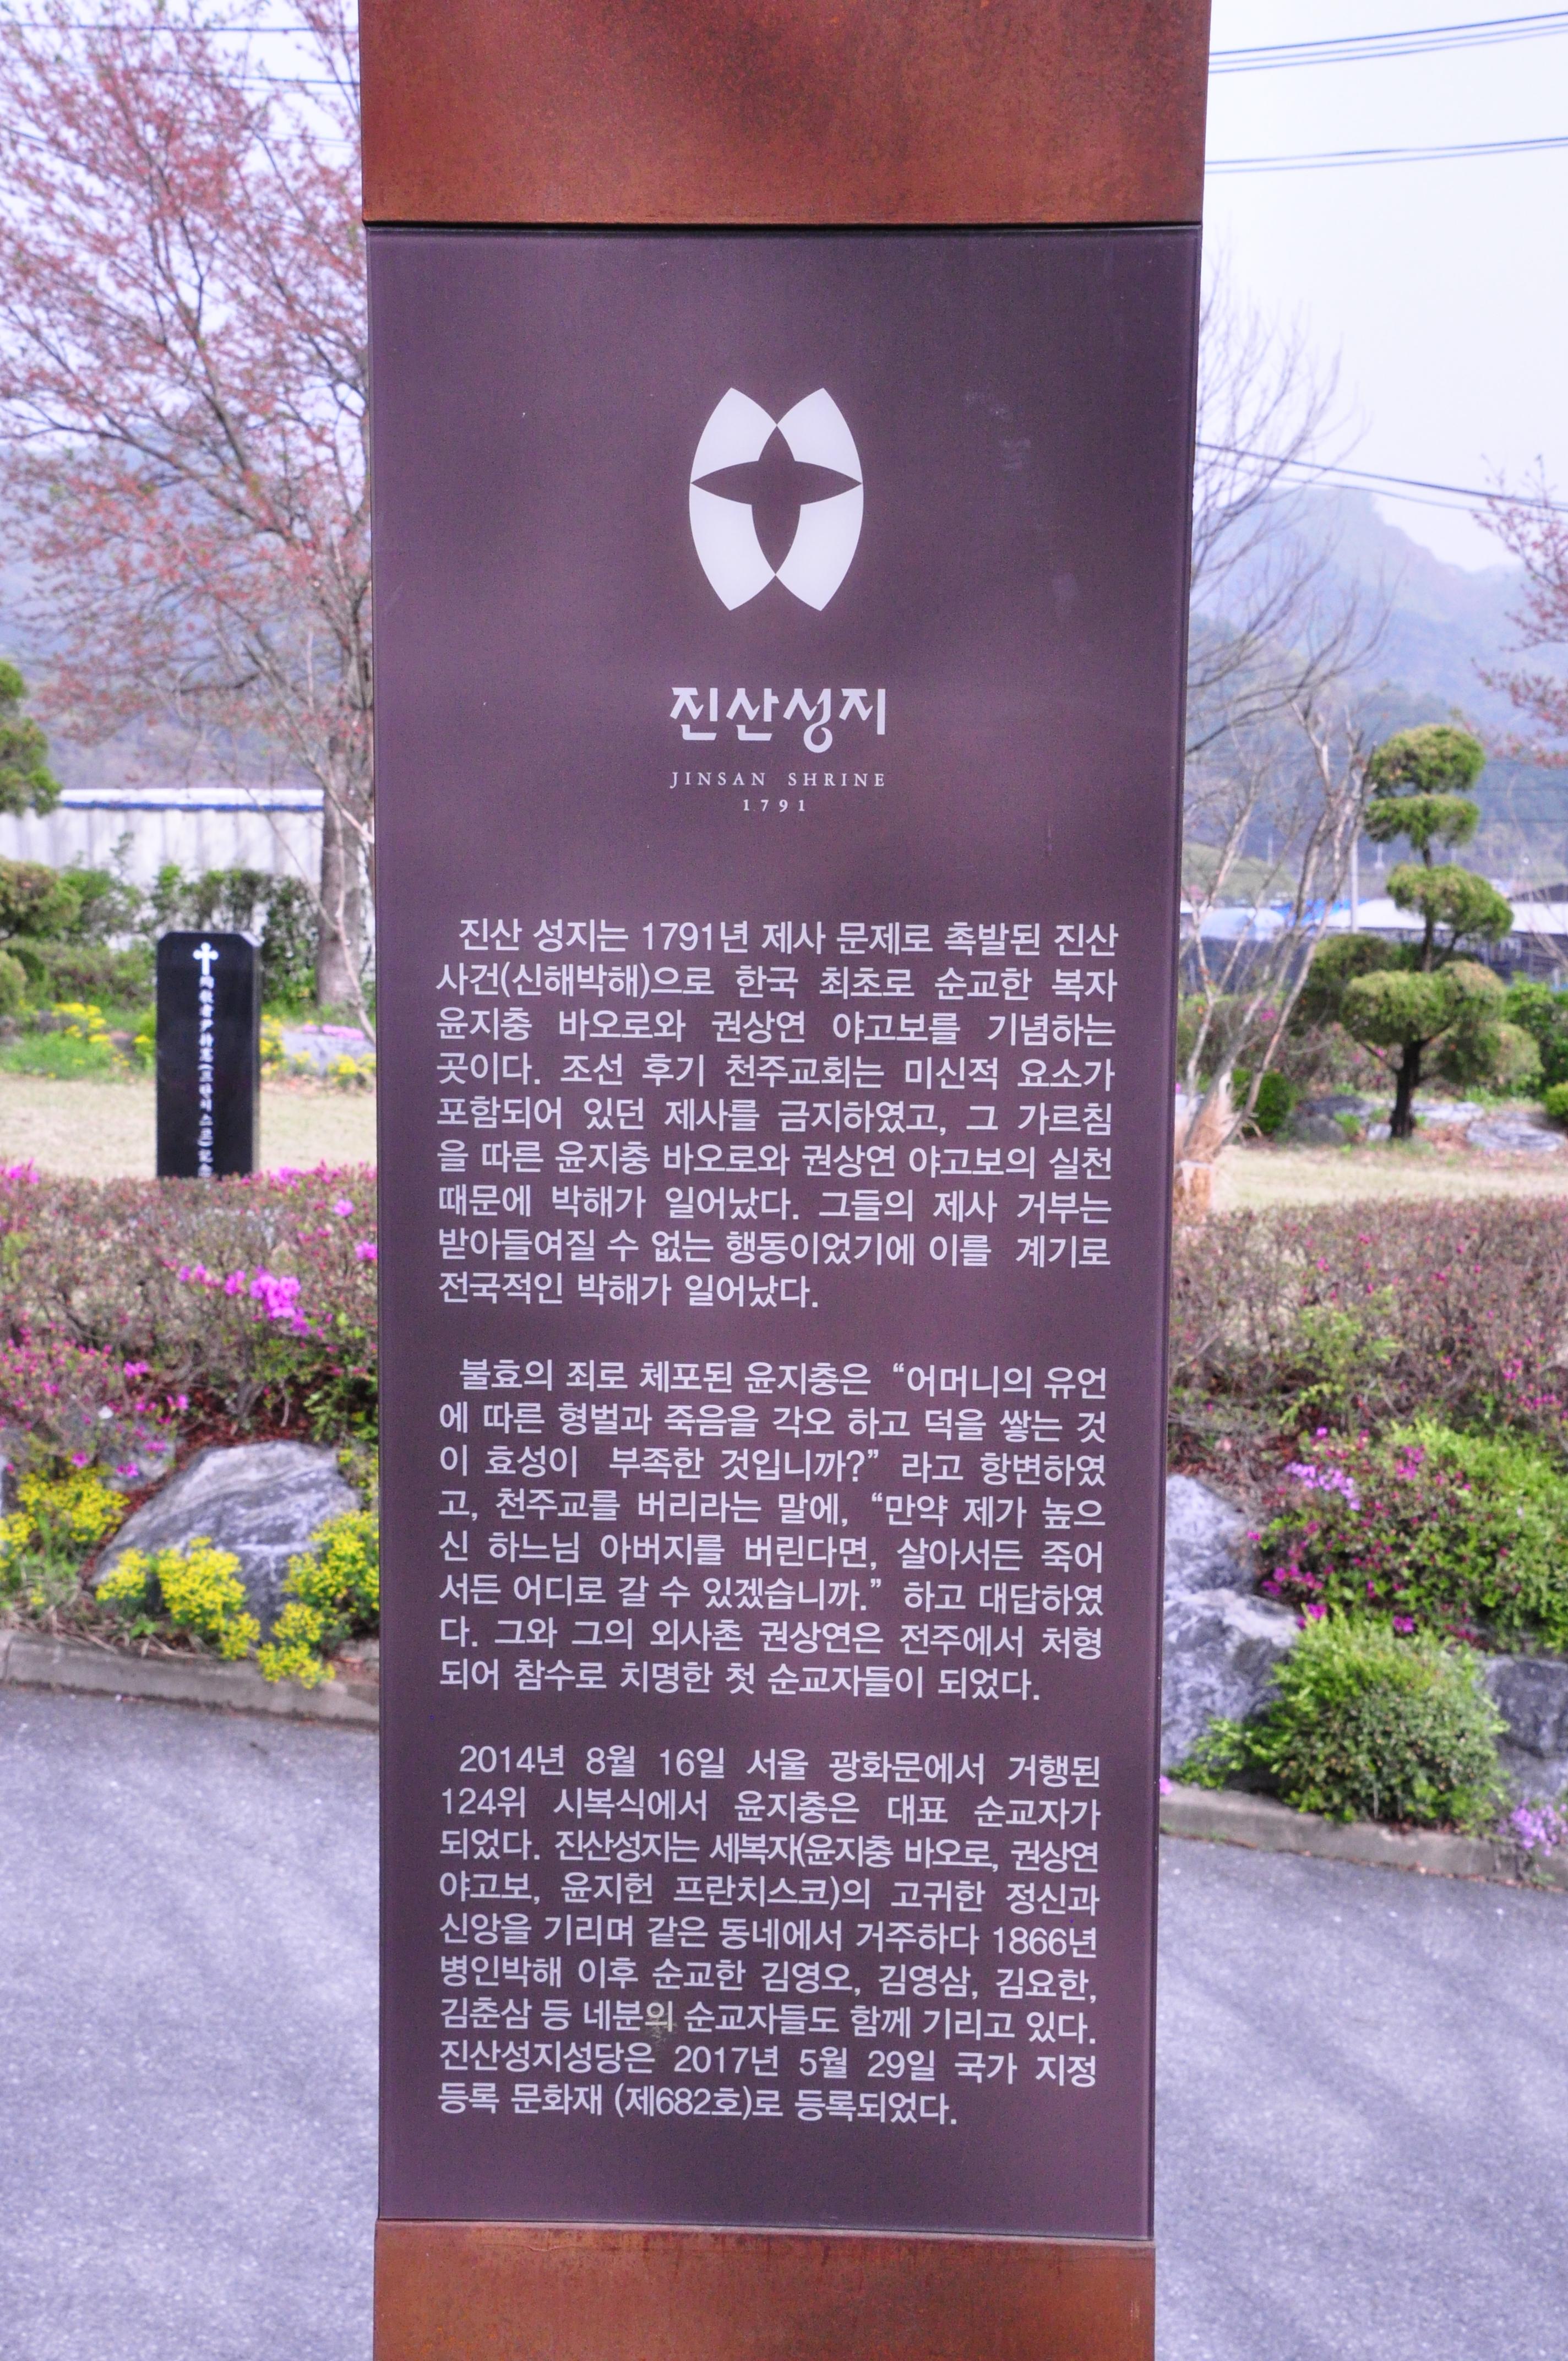 진산성지
JINSAN SHRINE
1791
진산 성지는 1791년 제사 문제로 촉발된 진산
사건(신해박해)으로 한국 최초로 순교한 복자
윤지충 바오로와 권상연 야고보를 기념하는
곳이다. 조선 후기 천주교회는 미신적 요소가
포함되어 있던 제사를 금지하였고, 그 가르침
을 따른 윤지충 바오로와 권상연 야고보의 실천
때문에 박해가 일어났다. 그들의 제사 거부는
받아들여질 수 없는 행동이었기에 이를 계기로
전국적인 박해가 일어났다.
불효의 죄로 체포된 윤지충은 “어머니의 유언
에 따른 형벌과 죽음을 각오 하고 덕을 쌓는 것
이 효성이 부족한 것입니까?” 라고 항변하였
고, 천주교를 버리라는 말에, “만약 제가 높으
신 하느님 아버지를 버린다면, 살아서든 죽어
서든 어디로 갈 수 있겠습니까.” 하고 대답하였
다. 그와 그의 외사촌 권상연은 전주에서 처형
되어 참수로 치명한 첫 순교자들이 되었다.
2014년 8월 16일 서울 광화문에서 거행된
124위 시복식에서 윤지충은 대표 순교자가
되었다. 진산성지는 세복자(윤지충 바오로, 권상연
야고보, 윤지헌 프란치스코)의 고귀한 정신과
신앙을 기리며 같은 동네에서 거주하다 1866년
병인박해 이후 순교한 김영오, 김영삼, 김요한,
김춘삼 등 네분의 순교자들도 함께 기리고 있다.
진산성지성당은 2017년 5월 29일 국가 지정
등록 문화재 (제682호)로 등록되었다.